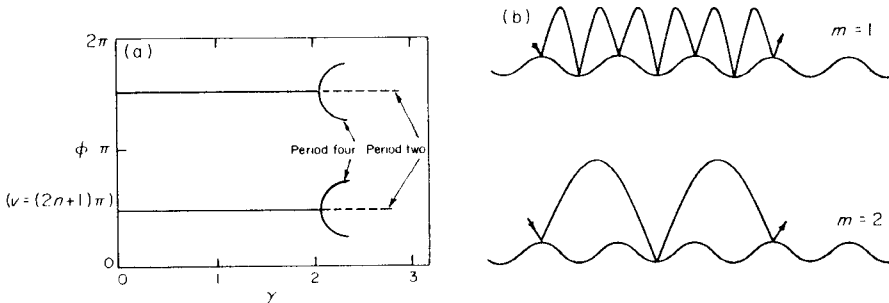 (a)
2π
ϕ π
(v=(2n+1)π)
0
Period four
Period two
0
1
2
3
γ
(b)
m=1
m=2